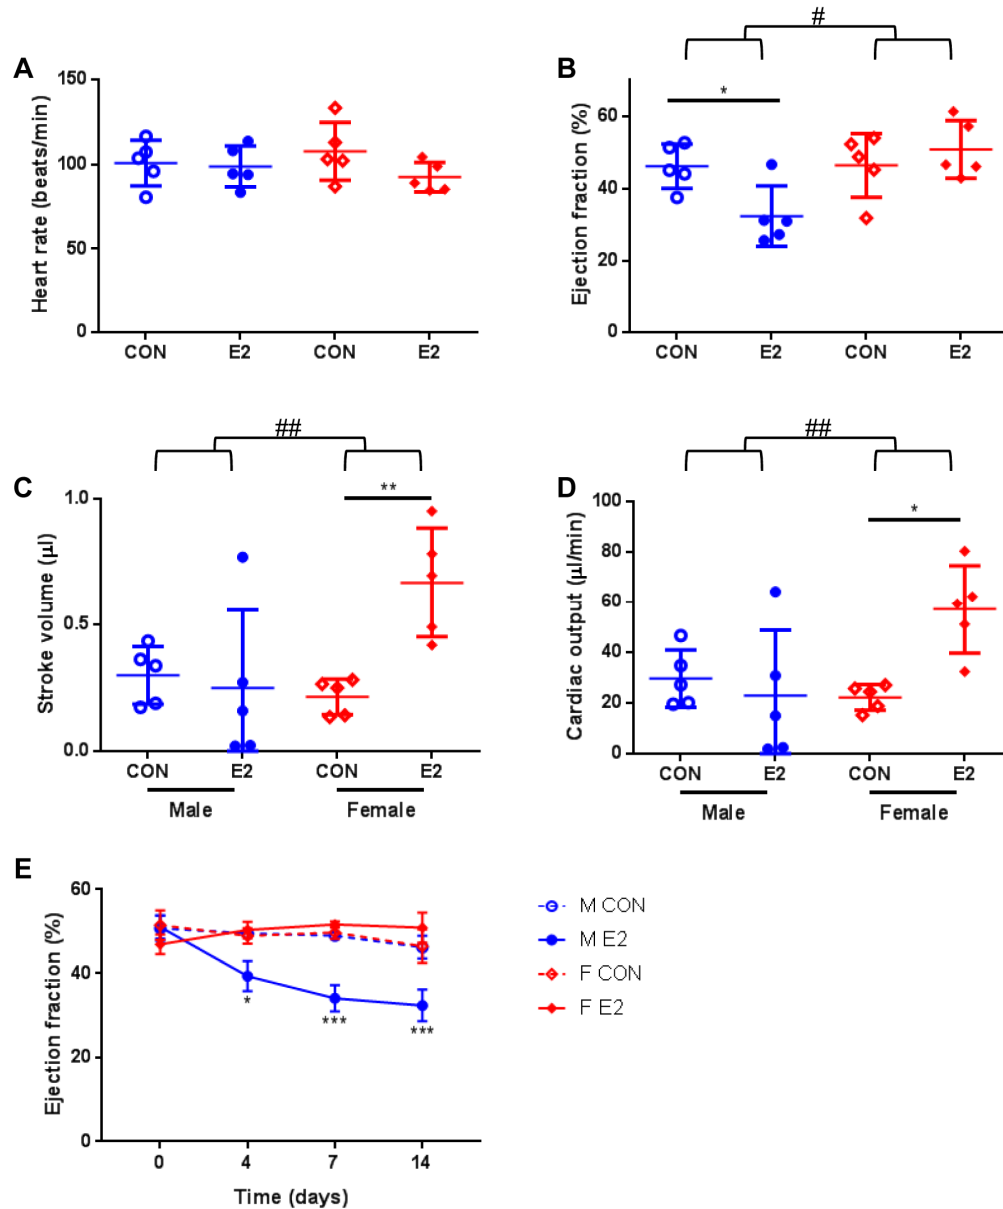 A
Heart rate (beats/min)
150
100
50
0
CON E2 CON E2
#
B
Ejection fraction (%)
60
40
20
0
*
CON E2 CON E2
##
C
Stroke volume (µl)
1.0
0.5
0.0
**
CON E2 CON E2
Male Female
##
D
Cardiac output (µl/min)
100
80
60
40
20
0
*
CON E2 CON E2
Male Female
E
Ejection fraction (%)
60
40
20
0
*
***
***
0 4 7 14
Time (days)
M CON
M E2
F CON
F E2